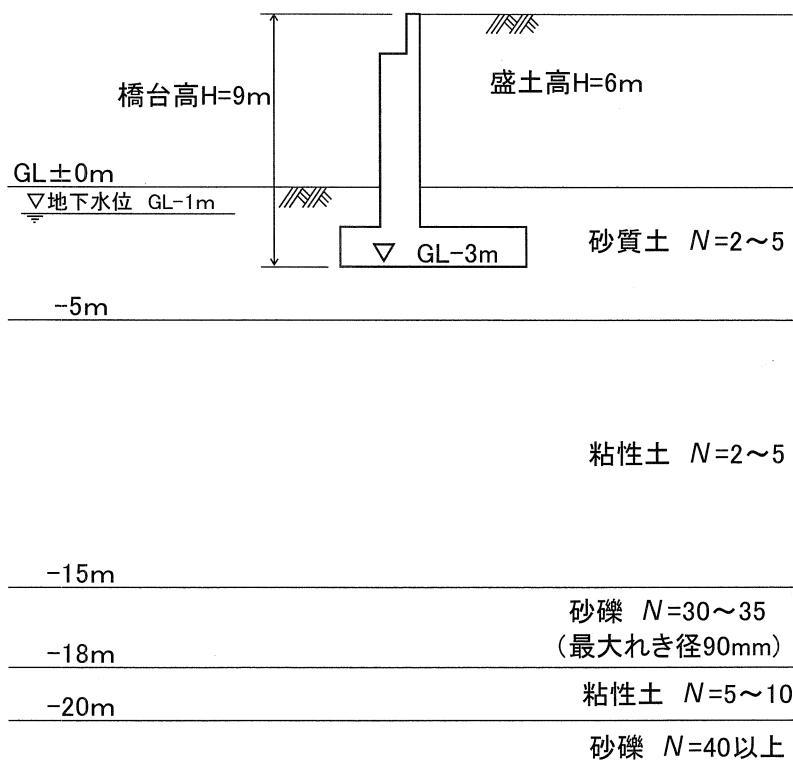 橋台高H=9m
盛土高H=6m
GL±0m
▽地下水位 GL-1m
砂質土 N=2～5
▽ GL-3m
-5m
粘性土 N=2～5
-15m
砂礫 N=30～35
（最大れき径90mm）
-18m
粘性土 N=5～10
-20m
砂礫 N=40以上